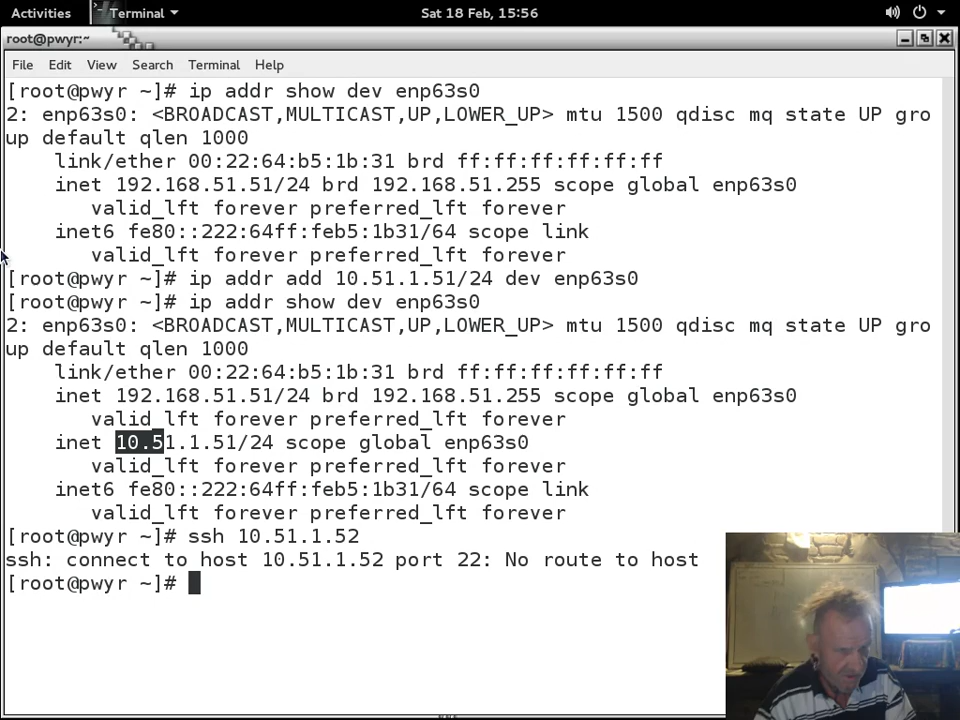 Activities
Terminal
Sat 18 Feb, 15:56
root@pwyr:~
File Edit View Search Terminal Help
[root@pwyr ~]# ip addr show dev enp63s0
2: enp63s0: <BROADCAST,MULTICAST,UP,LOWER_UP> mtu 1500 qdisc mq state UP gro
up default qlen 1000
    link/ether 00:22:64:b5:1b:31 brd ff:ff:ff:ff:ff:ff
    inet 192.168.51.51/24 brd 192.168.51.255 scope global enp63s0
       valid_lft forever preferred_lft forever
    inet6 fe80::222:64ff:feb5:1b31/64 scope link
       valid_lft forever preferred_lft forever
[root@pwyr ~]# ip addr add 10.51.1.51/24 dev enp63s0
[root@pwyr ~]# ip addr show dev enp63s0
2: enp63s0: <BROADCAST,MULTICAST,UP,LOWER_UP> mtu 1500 qdisc mq state UP gro
up default qlen 1000
    link/ether 00:22:64:b5:1b:31 brd ff:ff:ff:ff:ff:ff
    inet 192.168.51.51/24 brd 192.168.51.255 scope global enp63s0
       valid_lft forever preferred_lft forever
    inet 10.51.1.51/24 scope global enp63s0
       valid_lft forever preferred_lft forever
    inet6 fe80::222:64ff:feb5:1b31/64 scope link
       valid_lft forever preferred_lft forever
[root@pwyr ~]# ssh 10.51.1.52
ssh: connect to host 10.51.1.52 port 22: No route to host
[root@pwyr ~]#